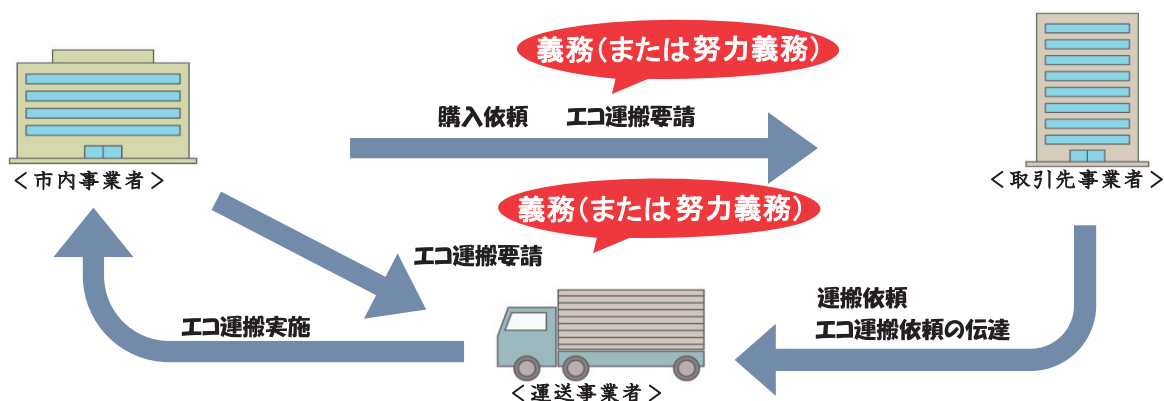 義務(または努力義務)
購入依頼 エコ運搬要請
<市内事業者>
<取引先事業者>
義務(または努力義務)
エコ運搬要請
運搬依頼
エコ運搬依頼の伝達
エコ運搬実施
<運送事業者>